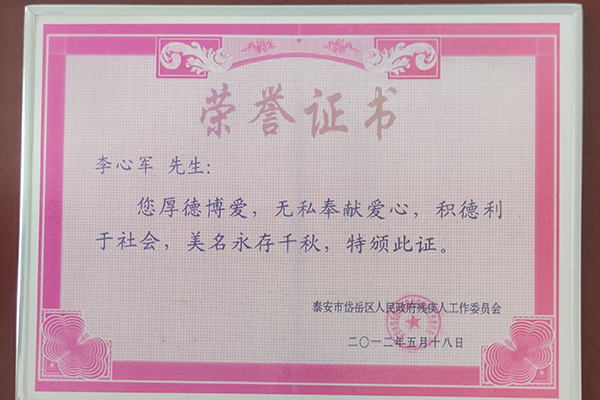 荣誉证书
李心军 先生：
您厚德博爱，无私奉献爱心，积德利
于社会，美名永存千秋，特颁此证。
泰安市岱岳区人民政府残疾人工作委员会
二〇一二年五月十八日